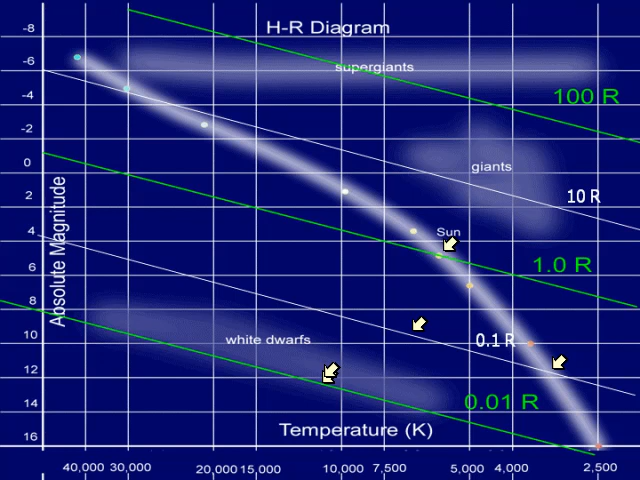 H-R Diagram
-8
-6
supergiants
-4
100 R
-2
0
giants
2
10 R
4
Sun
1.0 R
6
8
white dwarfs
0.1 R
10
12
0.01 R
14
Temperature (K)
16
Absolute Magnitude
40,000 30,000 20,000 15,000 10,000 7,500 5,000 4,000 2,500